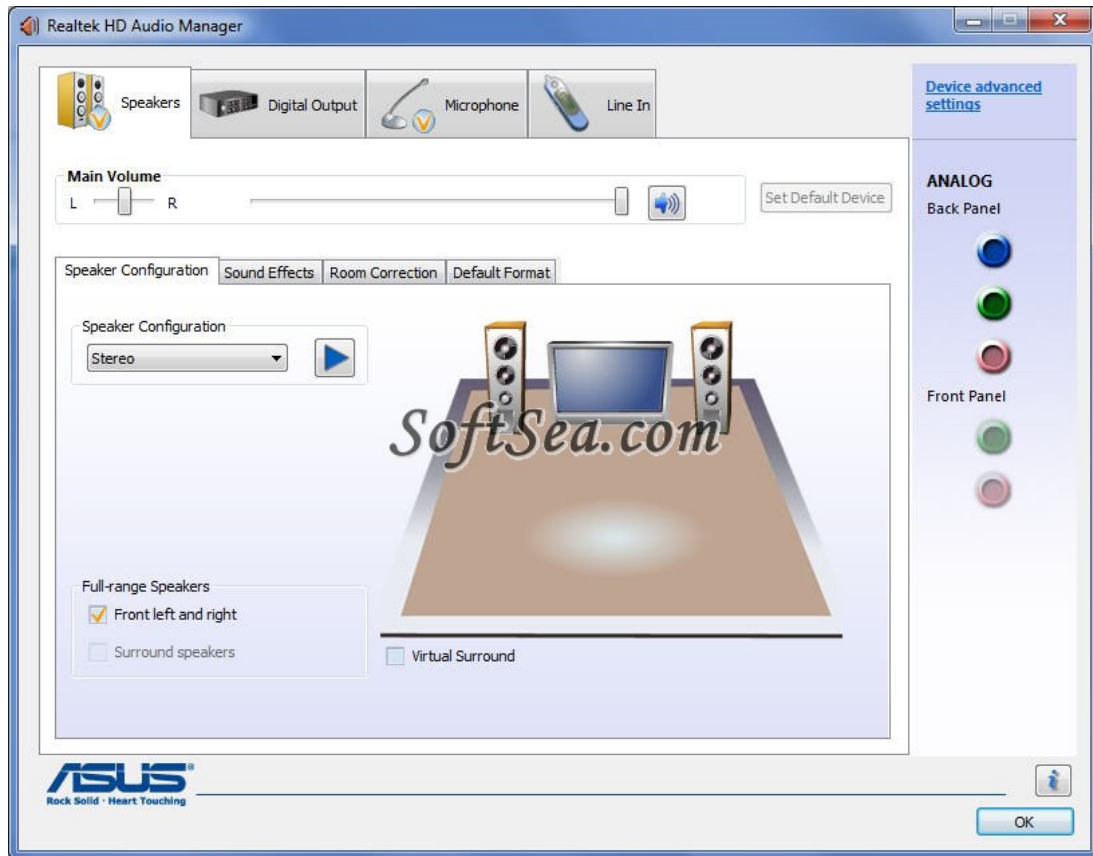 Realtek HD Audio Manager
Speakers
Digital Output
Microphone
Line In
Device advanced
settings
Main Volume
L R
Set Default Device
ANALOG
Back Panel
Speaker Configuration
Sound Effects
Room Correction
Default Format
Speaker Configuration
Stereo
SoftSea.com
Front Panel
Full-range Speakers
Front left and right
Surround speakers
Virtual Surround
ASUS®
Rock Solid · Heart Touching
i
OK